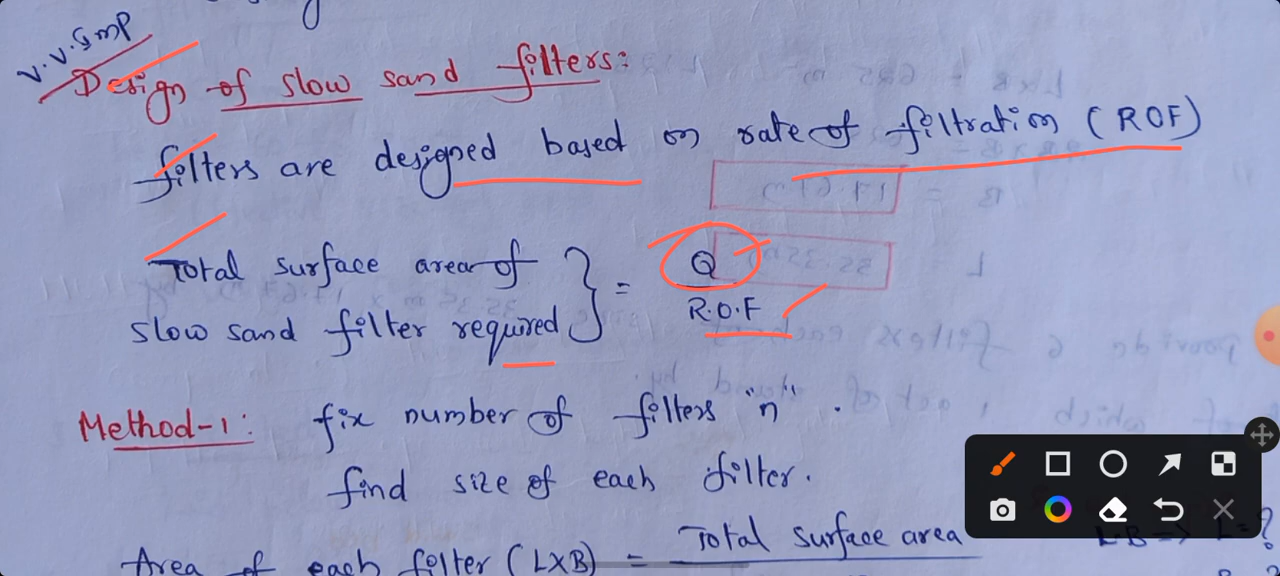 V.V.Imp
Design of slow sand filters:
filters are designed based on rate of filtration (ROF)
Total surface area of
slow sand filter required } = Q
R.O.F
Method-1: fix number of filters "n".
find size of each filter.
Area of each filter (L×B) = Total surface area
L·B => L=?